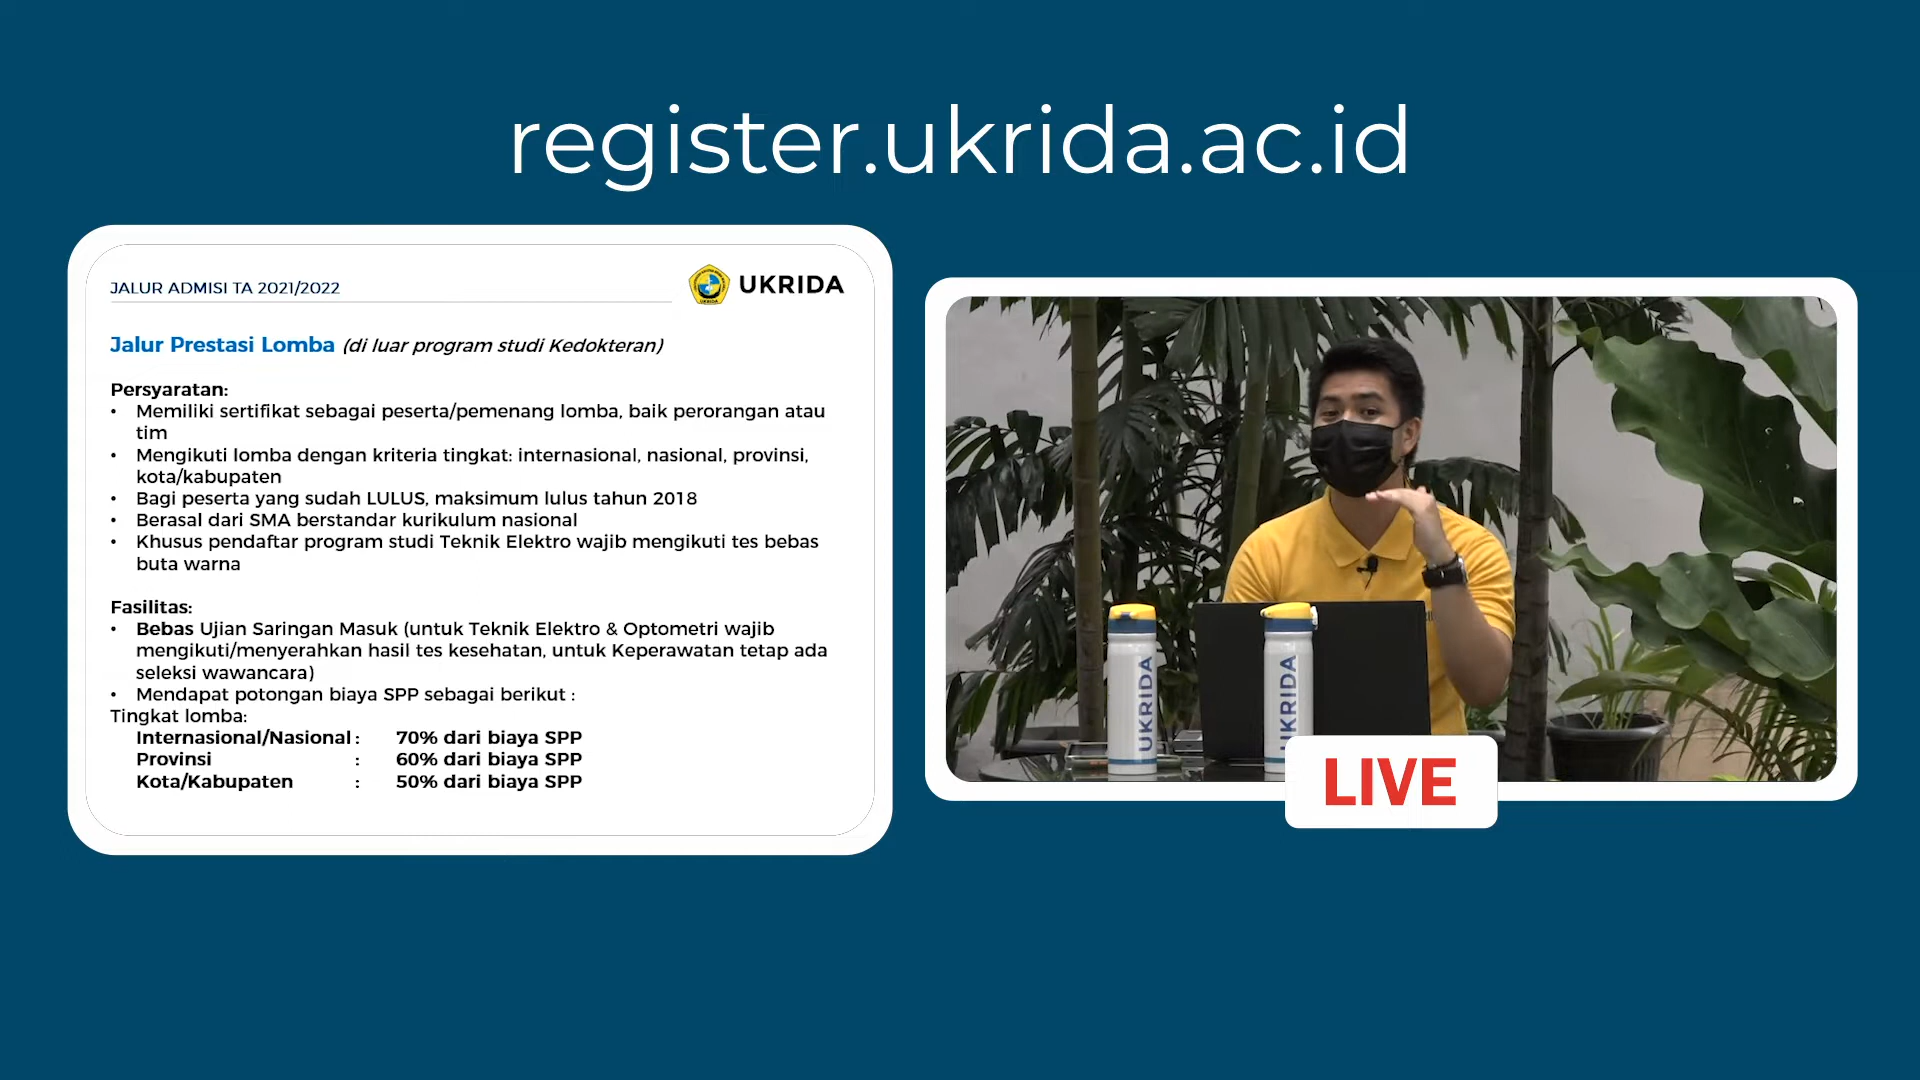 register.ukrida.ac.id
JALUR ADMISI TA 2021/2022
UKRIDA
Jalur Prestasi Lomba (di luar program studi Kedokteran)
Persyaratan:
• Memiliki sertifikat sebagai peserta/pemenang lomba, baik perorangan atau
tim
• Mengikuti lomba dengan kriteria tingkat: internasional, nasional, provinsi,
kota/kabupaten
• Bagi peserta yang sudah LULUS, maksimum lulus tahun 2018
• Berasal dari SMA berstandar kurikulum nasional
• Khusus pendaftar program studi Teknik Elektro wajib mengikuti tes bebas
buta warna
Fasilitas:
• Bebas Ujian Saringan Masuk (untuk Teknik Elektro & Optometri wajib
mengikuti/menyerahkan hasil tes kesehatan, untuk Keperawatan tetap ada
seleksi wawancara)
• Mendapat potongan biaya SPP sebagai berikut :
Tingkat lomba:
Internasional/Nasional : 70% dari biaya SPP
Provinsi : 60% dari biaya SPP
Kota/Kabupaten : 50% dari biaya SPP
UKRIDA
UKRIDA
LIVE